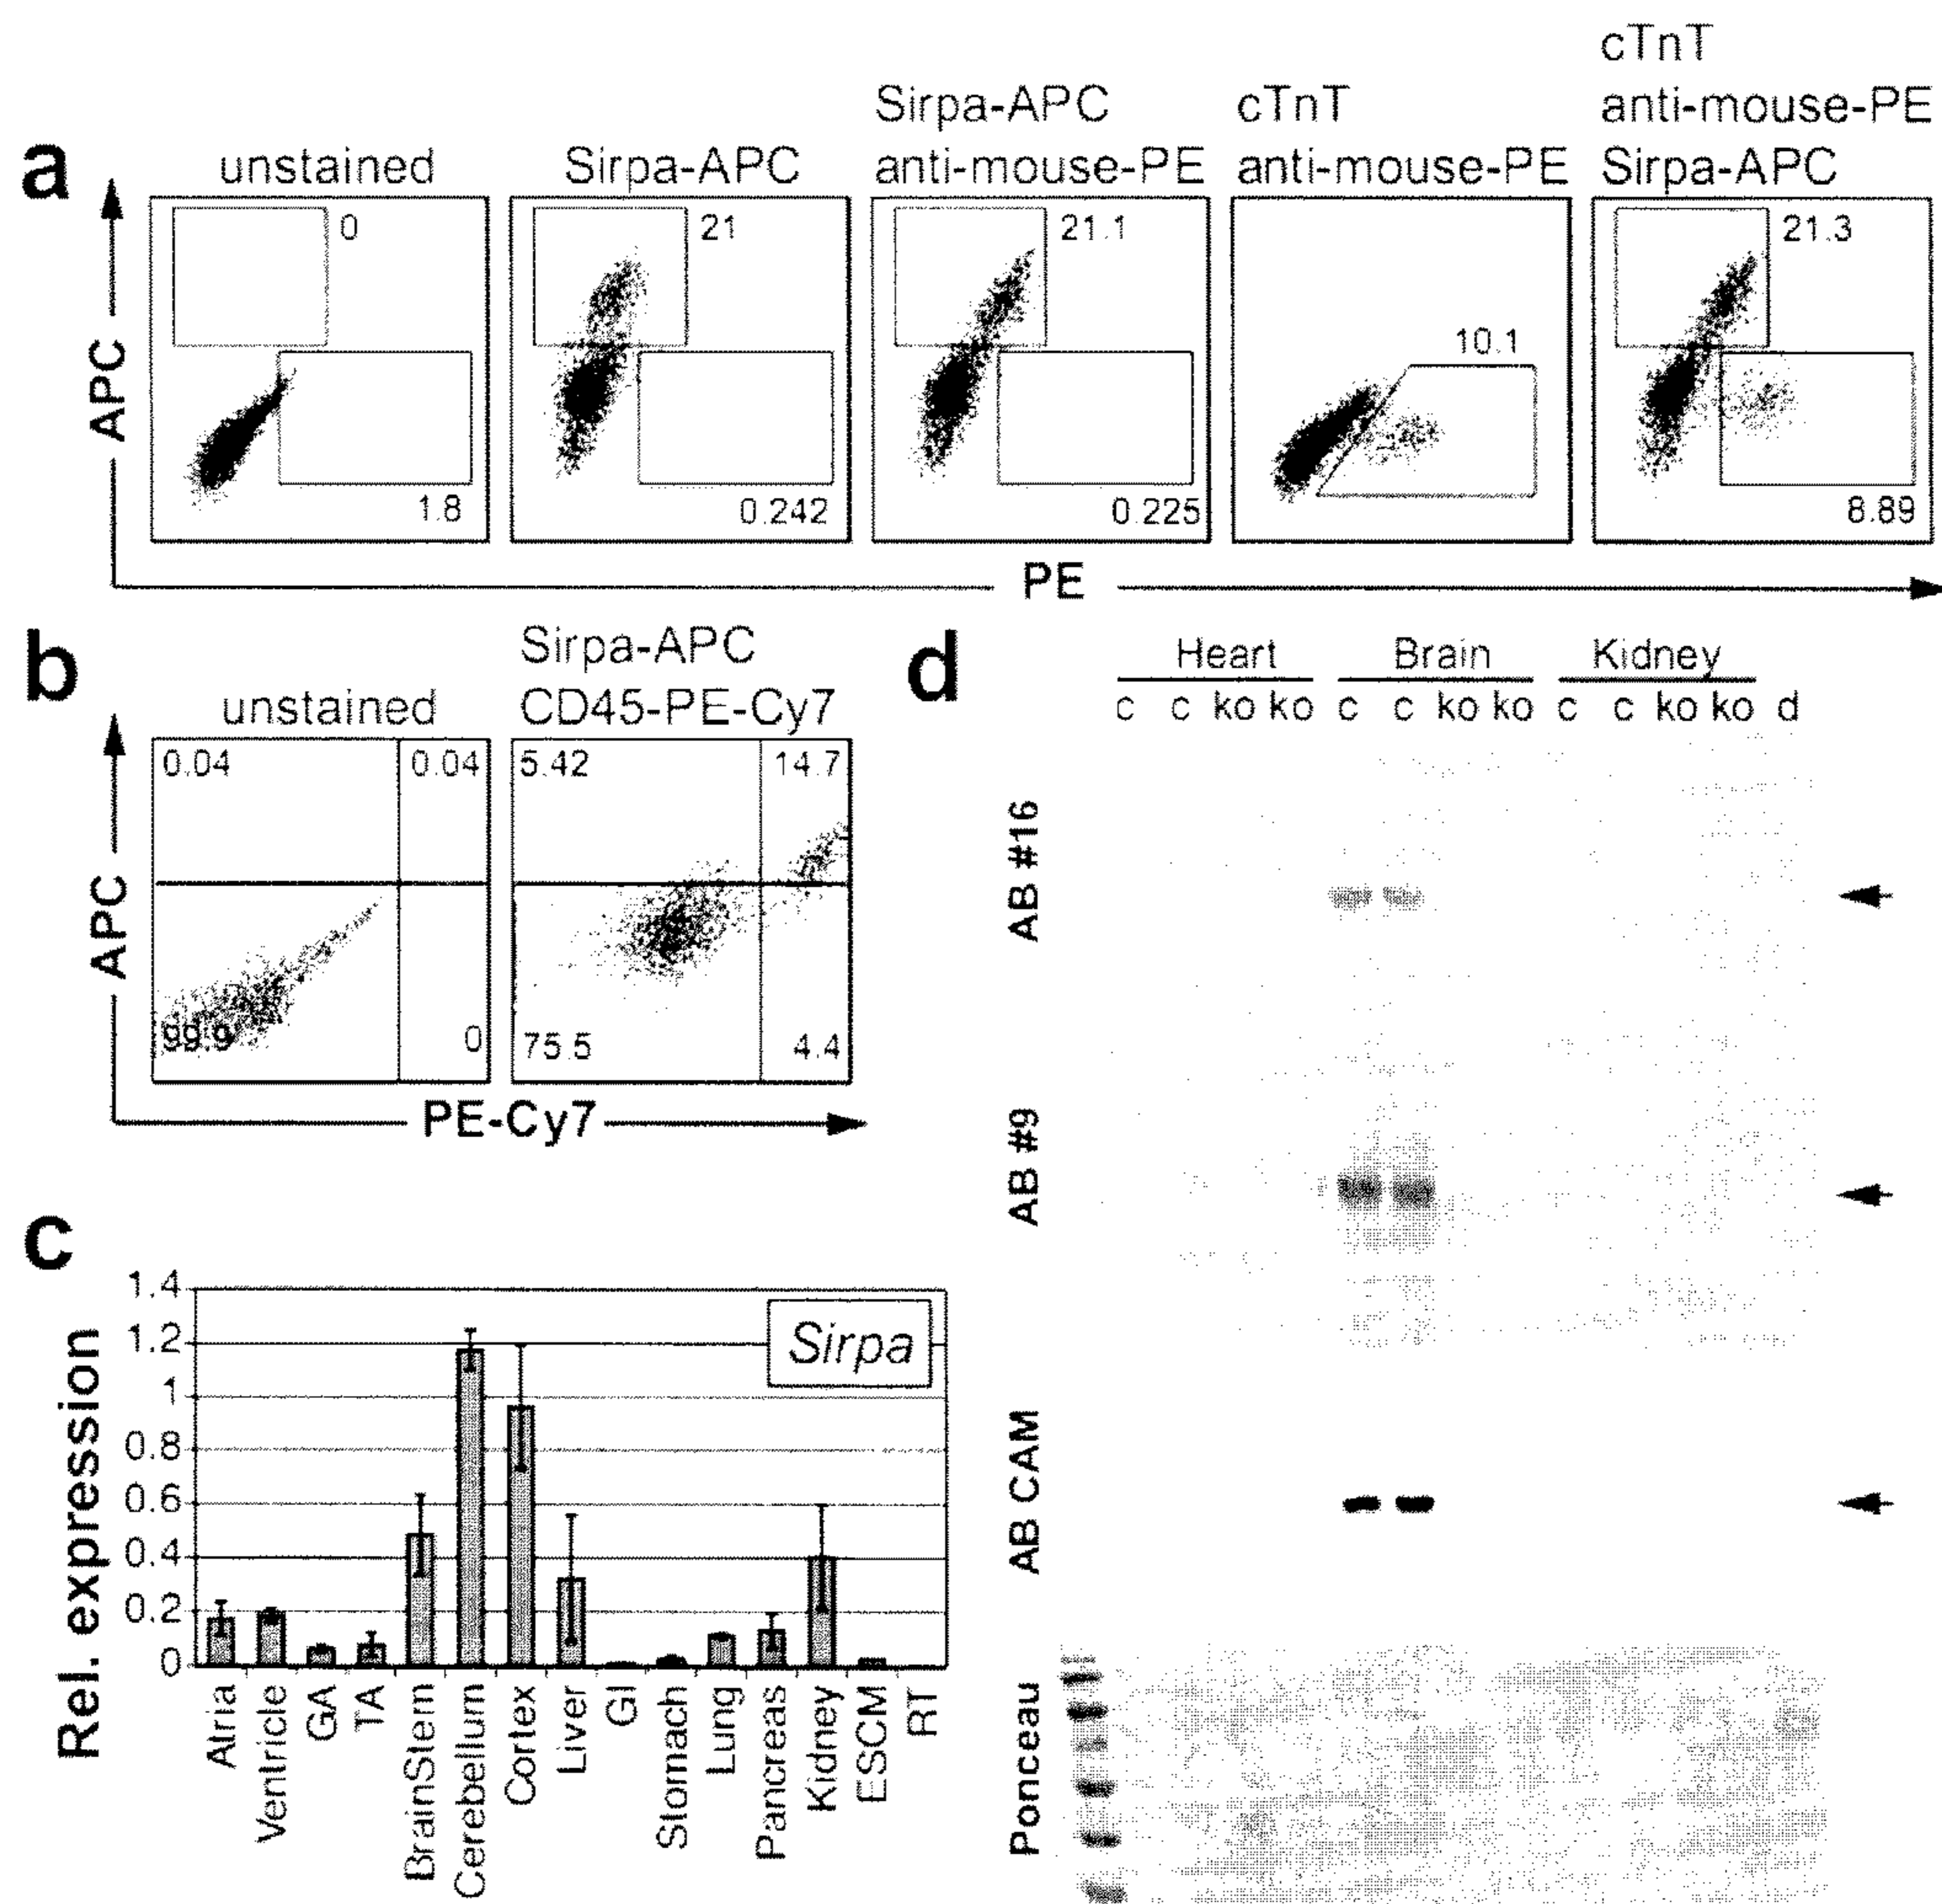 a
unstained
Sirpa-APC
Sirpa-APC
anti-mouse-PE
cTnT
anti-mouse-PE
cTnT
anti-mouse-PE
Sirpa-APC
APC
0
1.8
21
0.242
21.1
0.225
10.1
21.3
8.89
PE
b
unstained
Sirpa-APC
CD45-PE-Cy7
APC
0.04
0.04
99.9
0
5.42
14.7
75.5
4.4
PE-Cy7
c
Rel. expression
1.4
1.2
1
0.8
0.6
0.4
0.2
0
Sirpa
Atria
Ventricle
GA
TA
BrainStem
Cerebellum
Cortex
Liver
GI
Stomach
Lung
Pancreas
Kidney
ESCM
RT
d
Heart Brain Kidney
c c ko ko c c ko ko c c ko ko d
AB #16
AB #9
AB CAM
Ponceau